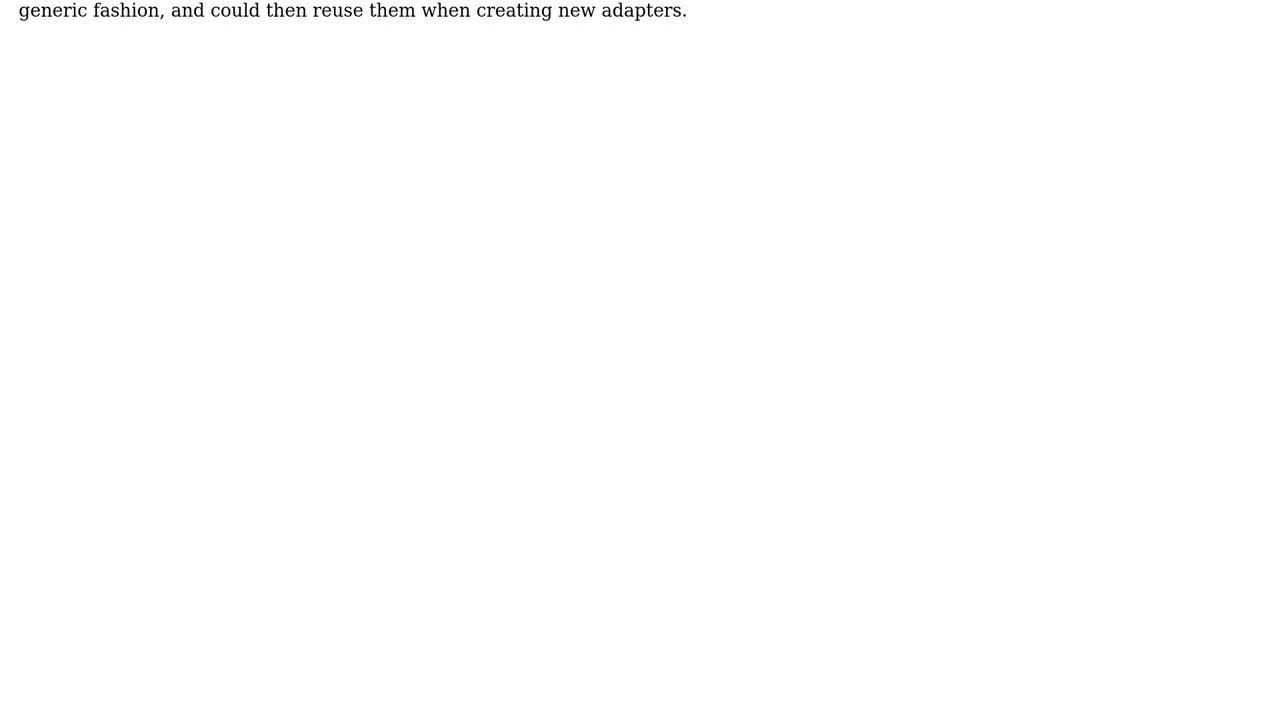 generic fashion, and could then reuse them when creating new adapters.